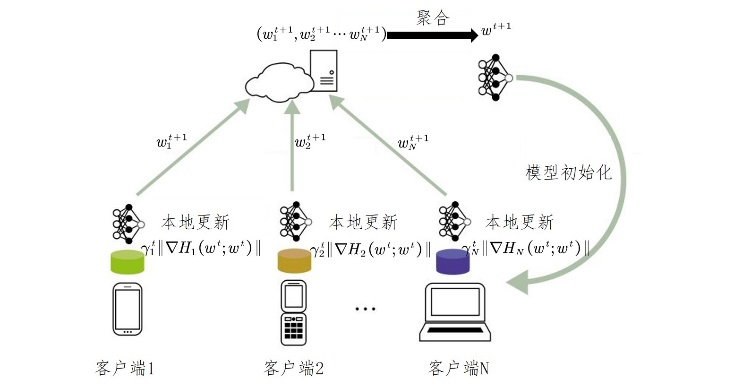 聚合
(w₁ᵗ⁺¹, w₂ᵗ⁺¹ ⋯ w_Nᵗ⁺¹) wᵗ⁺¹
w₁ᵗ⁺¹ w₂ᵗ⁺¹ w_Nᵗ⁺¹
模型初始化
本地更新 本地更新 本地更新
γ₁ᵗ‖∇H₁(wᵗ;wᵗ)‖ γ₂ᵗ‖∇H₂(wᵗ;wᵗ)‖ γ_Nᵗ‖∇H_N(wᵗ;wᵗ)‖
···
客户端1 客户端2 客户端N